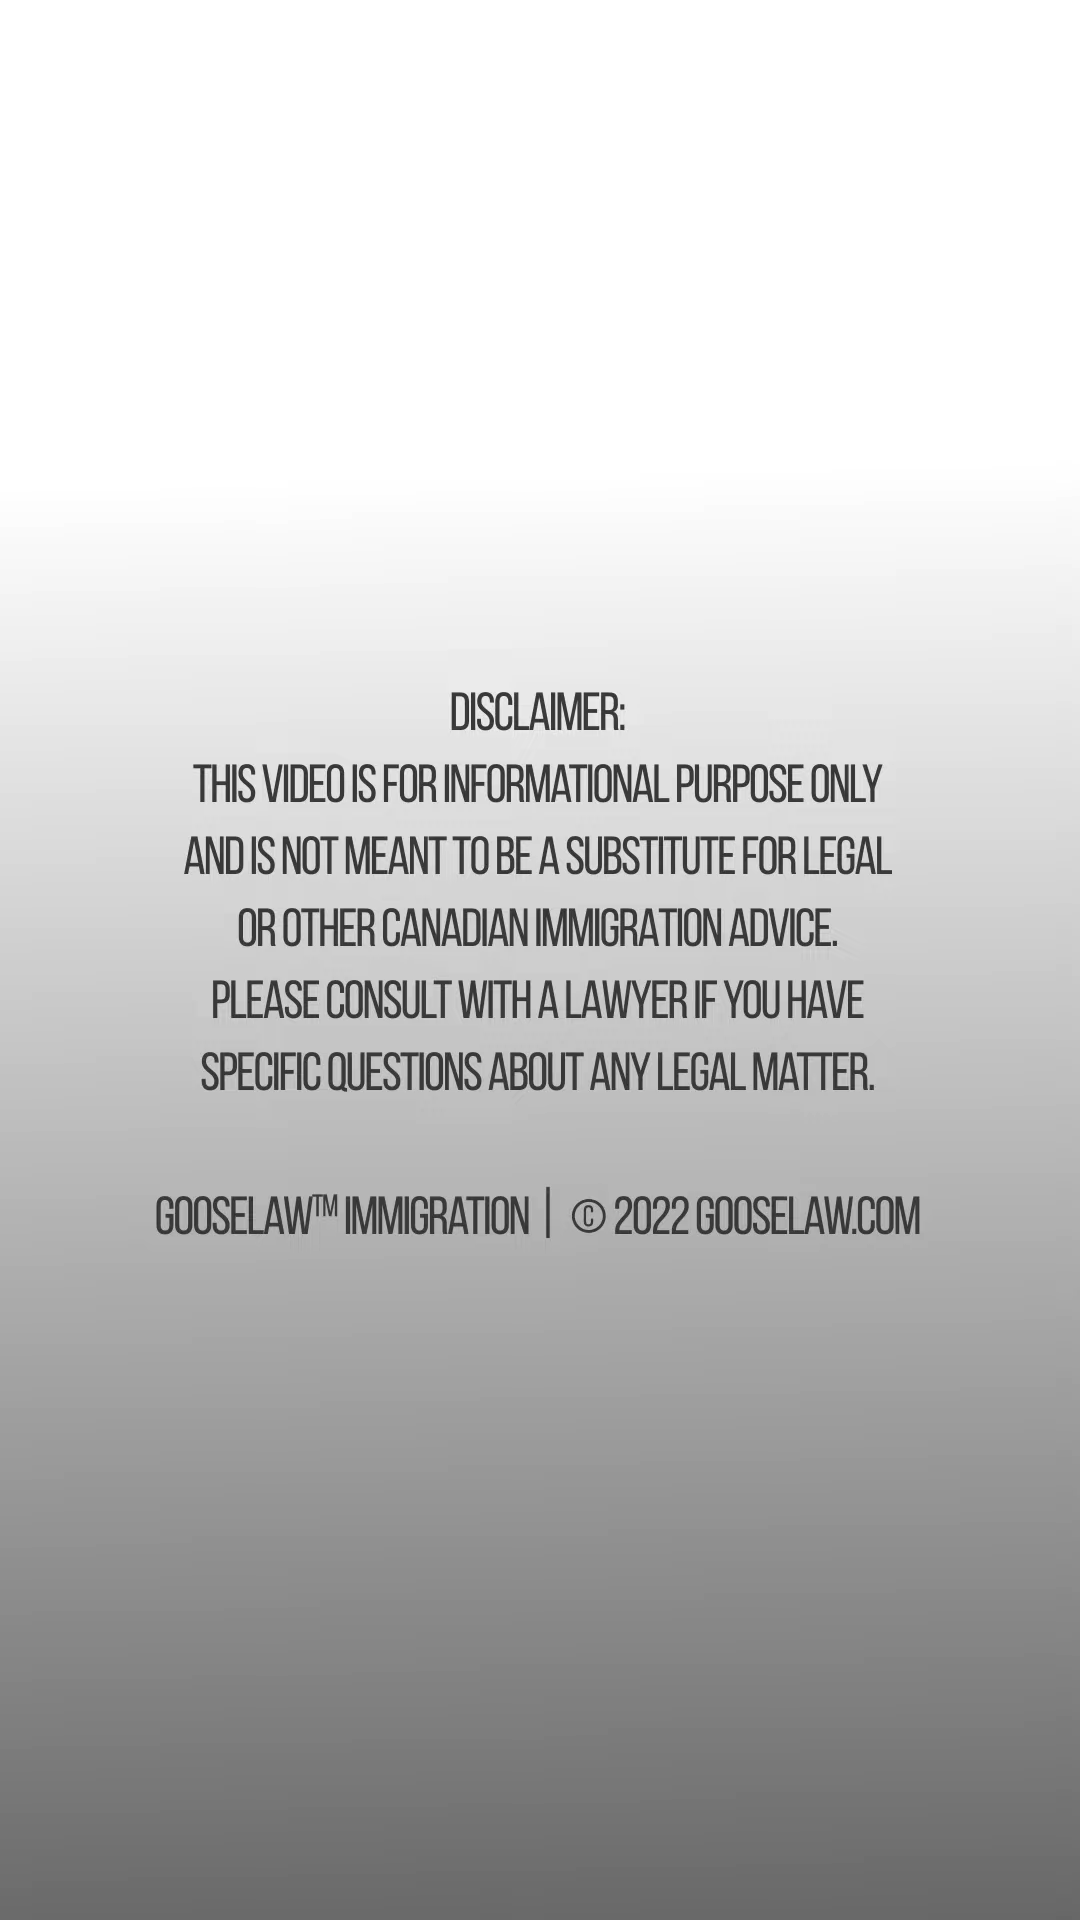 DISCLAIMER:
THIS VIDEO IS FOR INFORMATIONAL PURPOSE ONLY
AND IS NOT MEANT TO BE A SUBSTITUTE FOR LEGAL
OR OTHER CANADIAN IMMIGRATION ADVICE.
PLEASE CONSULT WITH A LAWYER IF YOU HAVE
SPECIFIC QUESTIONS ABOUT ANY LEGAL MATTER.
GOOSELAW™ IMMIGRATION | © 2022 GOOSELAW.COM